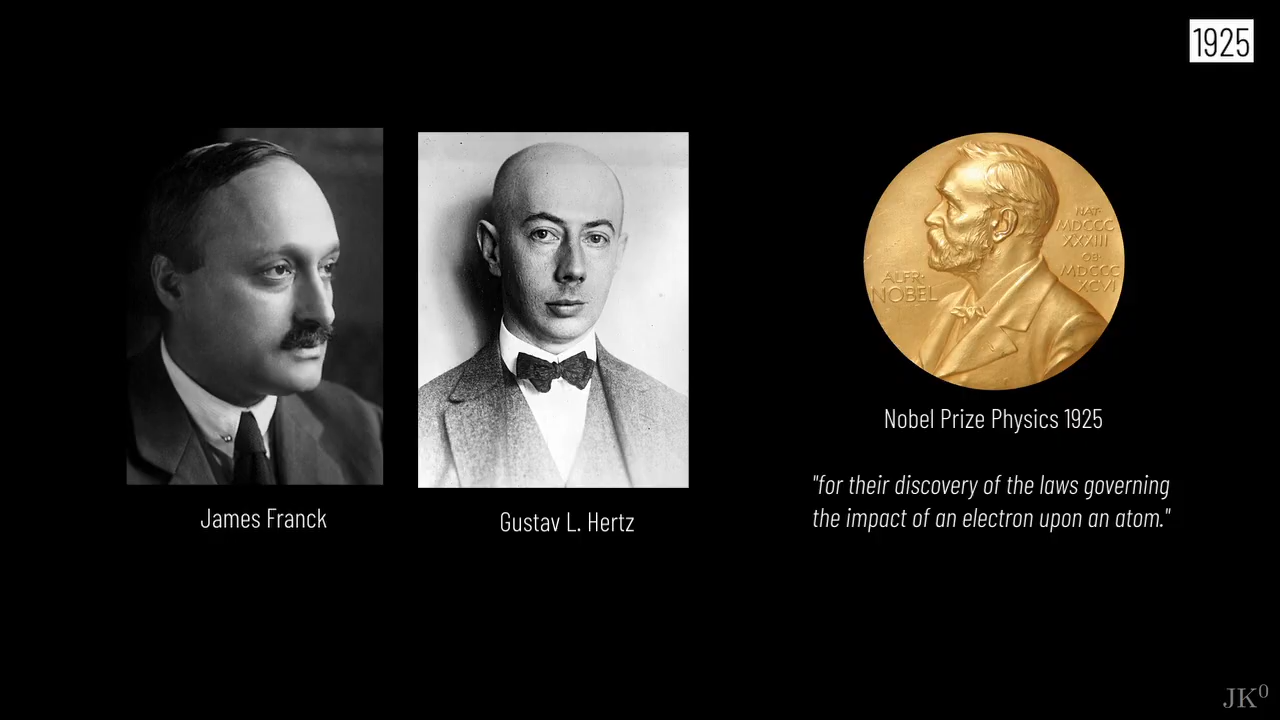 1925
James Franck
Gustav L. Hertz
ALFR·
NOBEL
NAT·
MDCCC
XXXIII
OB·
MDCCC
XCVI
Nobel Prize Physics 1925
"for their discovery of the laws governing
the impact of an electron upon an atom."
JK⁰